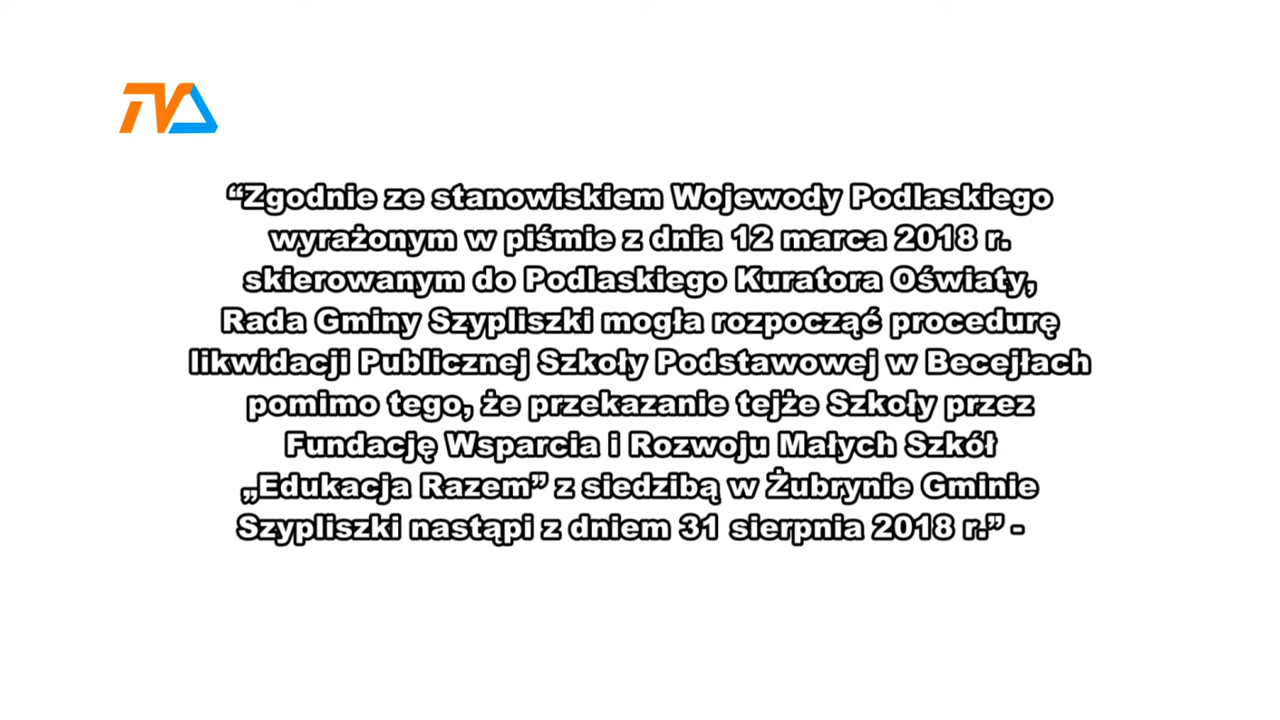 TVA
“Zgodnie ze stanowiskiem Wojewody Podlaskiego
wyrażonym w piśmie z dnia 12 marca 2018 r.
skierowanym do Podlaskiego Kuratora Oświaty,
Rada Gminy Szypliszki mogła rozpocząć procedurę
likwidacji Publicznej Szkoły Podstawowej w Becejłach
pomimo tego, że przekazanie tejże Szkoły przez
Fundację Wsparcia i Rozwoju Małych Szkół
„Edukacja Razem” z siedzibą w Żubrynie Gminie
Szypliszki nastąpi z dniem 31 sierpnia 2018 r.” -